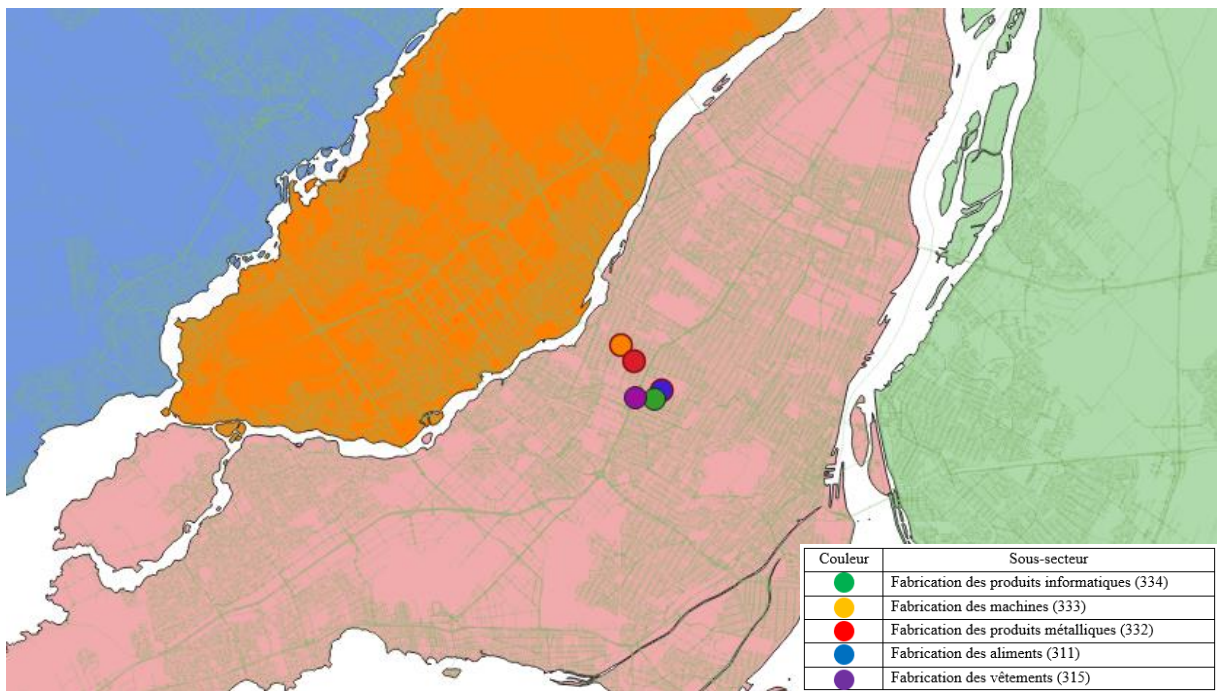 Couleur Sous-secteur
Fabrication des produits informatiques (334)
Fabrication des machines (333)
Fabrication des produits métalliques (332)
Fabrication des aliments (311)
Fabrication des vêtements (315)